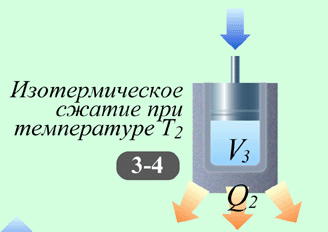 Изотермическое
сжатие при
температуре T₂
3-4
V₃
Q₂